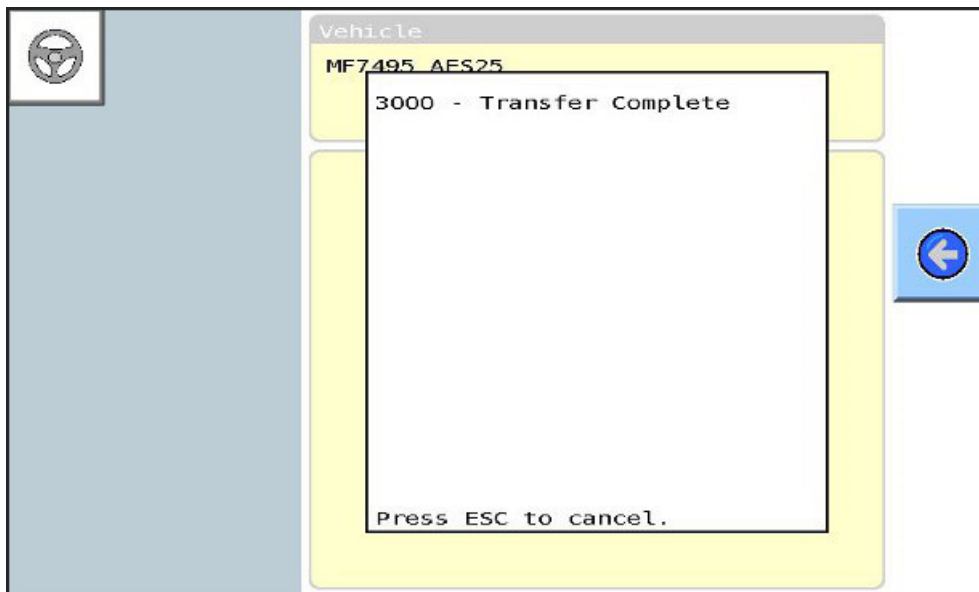 Vehicle
MF7495 AES25
3000 - Transfer Complete
Press ESC to cancel.